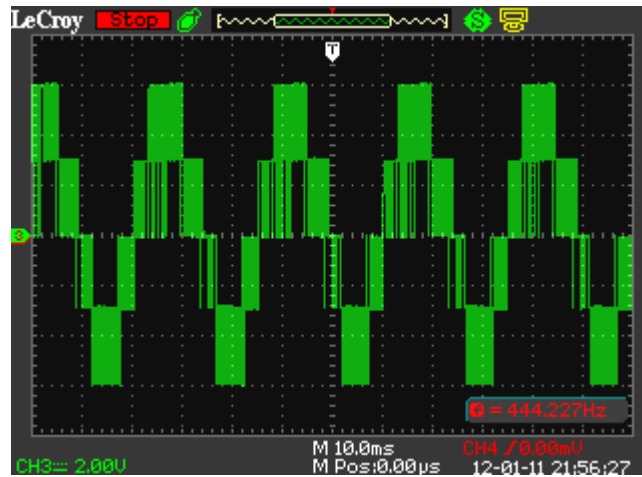 LeCroy Stop S
T
3
G = 444.227Hz
M 10.0ms CH4 ƒ0.00mV
CH3⎓ 2.00V M Pos:0.00µs 12-01-11 21:56:27